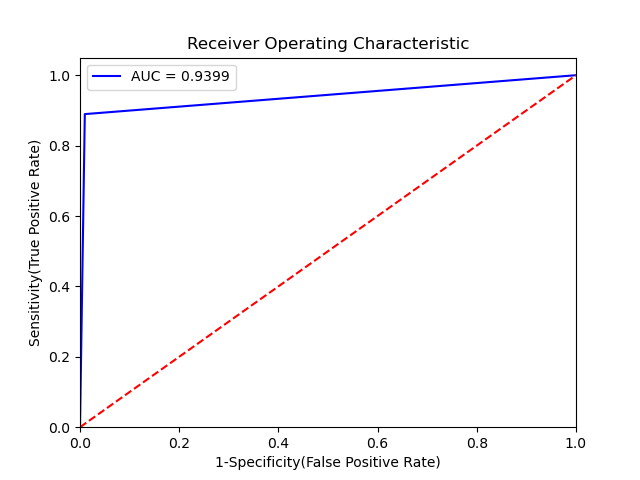 Receiver Operating Characteristic
AUC = 0.9399
1.0
0.8
0.6
0.4
0.2
0.0
Sensitivity(True Positive Rate)
0.0 0.2 0.4 0.6 0.8 1.0
1-Specificity(False Positive Rate)